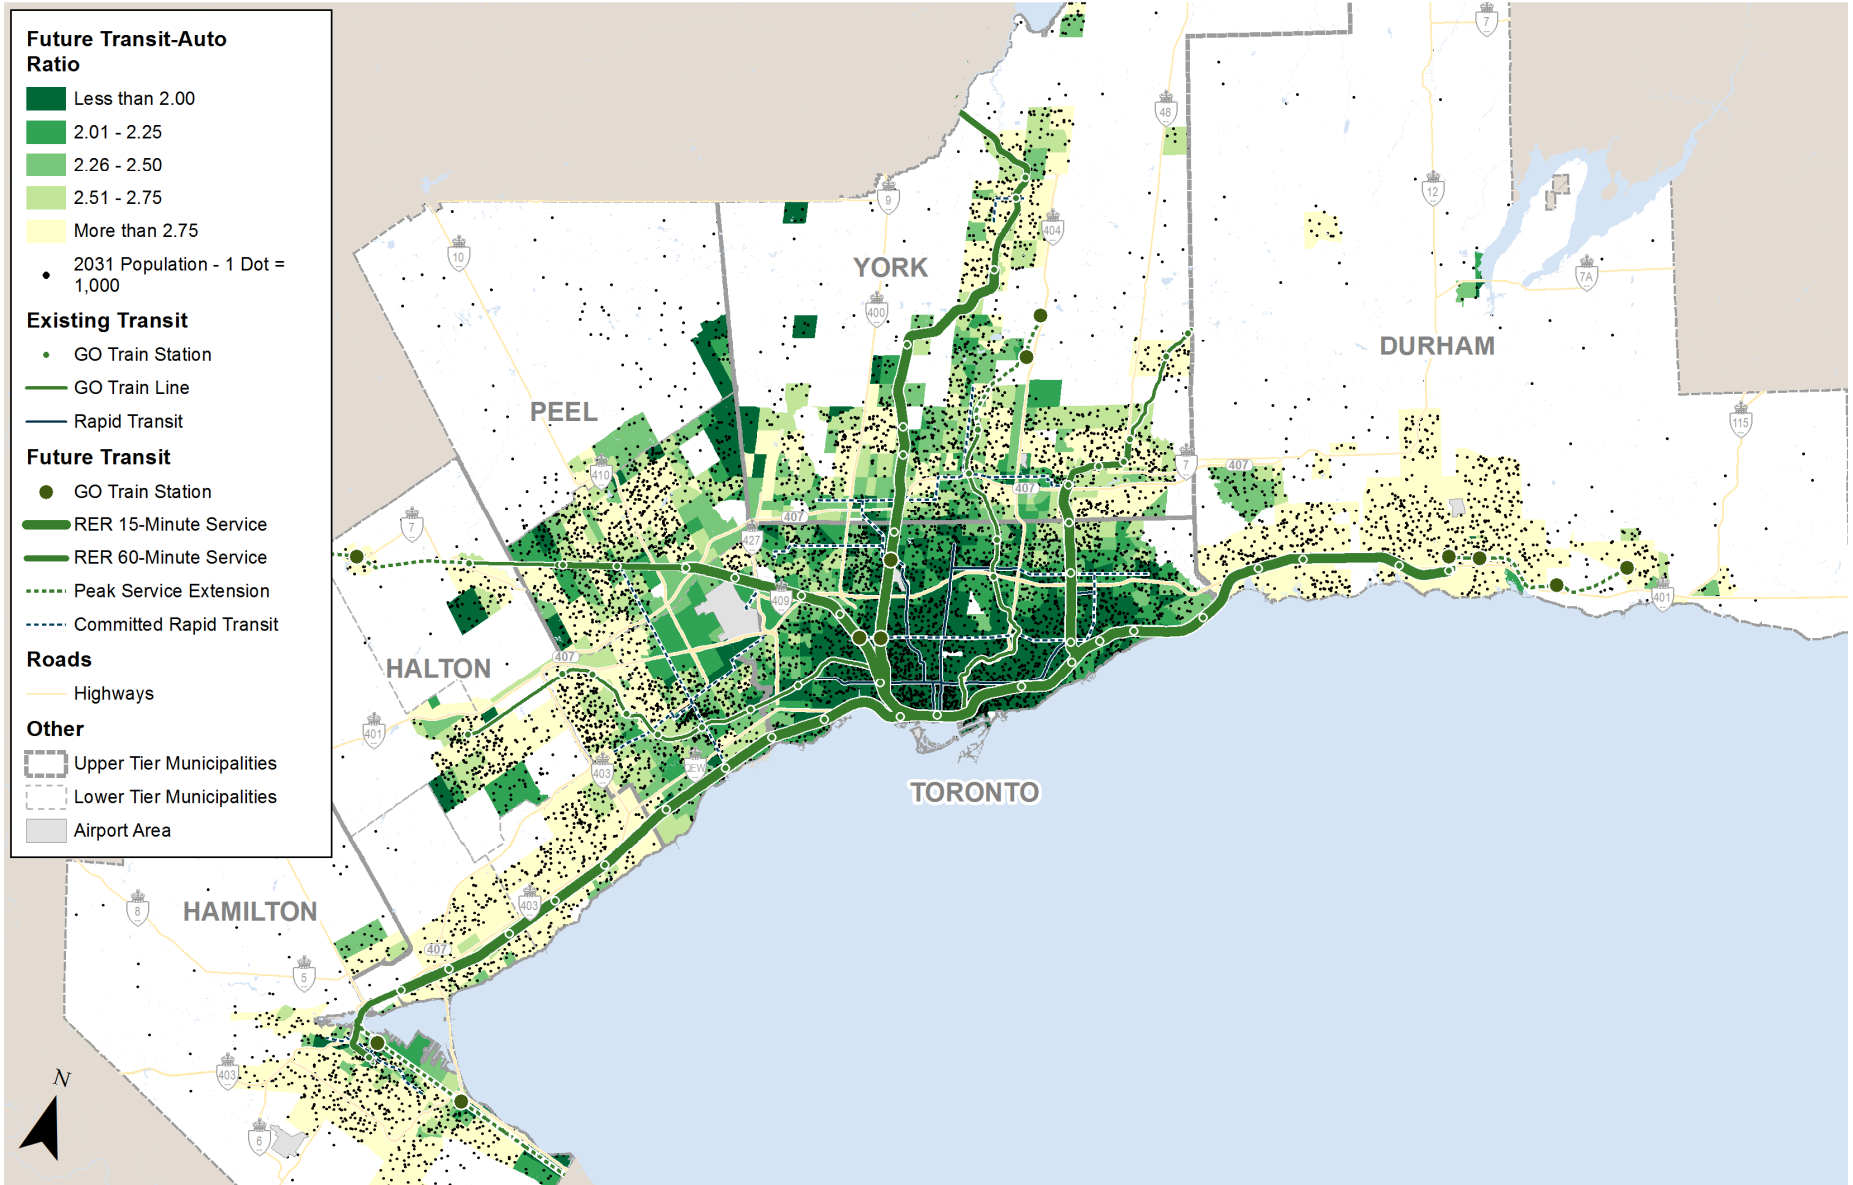 Future Transit-Auto
Ratio
Less than 2.00
2.01 - 2.25
2.26 - 2.50
2.51 - 2.75
More than 2.75
2031 Population - 1 Dot =
1,000
Existing Transit
GO Train Station
GO Train Line
Rapid Transit
Future Transit
GO Train Station
RER 15-Minute Service
RER 60-Minute Service
Peak Service Extension
Committed Rapid Transit
Roads
Highways
Other
Upper Tier Municipalities
Lower Tier Municipalities
Airport Area
7
48
9
12
10
404
YORK
7A
400
DURHAM
PEEL
115
410
7
407
407
407
7
427
409
401
HALTON
407
401
403
QEW
TORONTO
403
HAMILTON
8
407
5
403
6
N